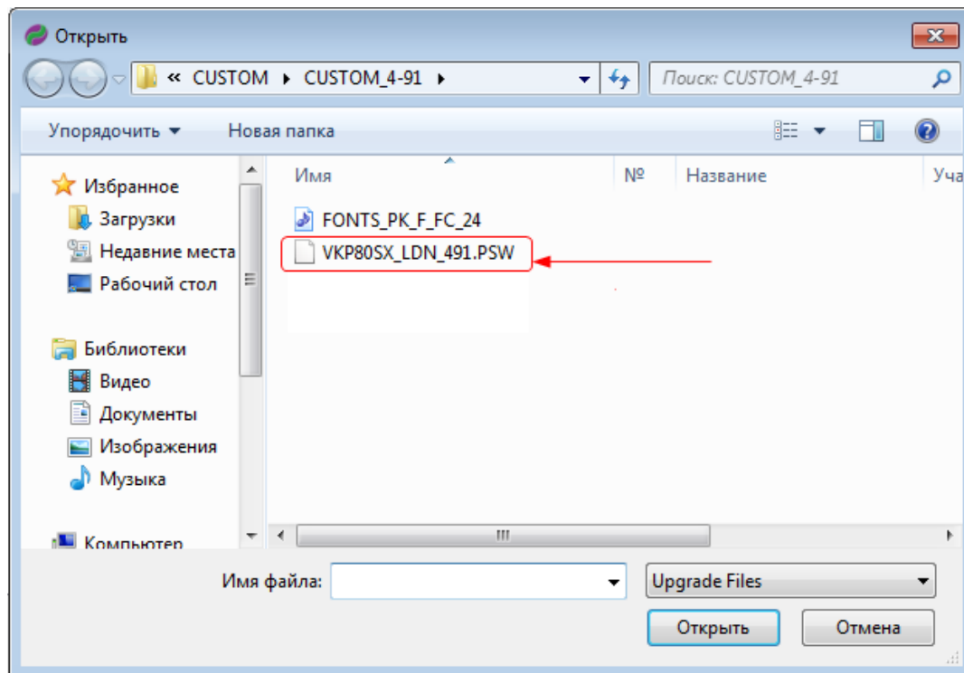 Открыть
« CUSTOM CUSTOM_4-91
Поиск: CUSTOM_4-91
Упорядочить Новая папка
Имя № Название Уча
Избранное
Загрузки
Недавние места
Рабочий стол
Библиотеки
Видео
Документы
Изображения
Музыка
Компьютер
FONTS_PK_F_FC_24
VKP80SX_LDN_491.PSW
Имя файла:
Upgrade Files
Открыть Отмена